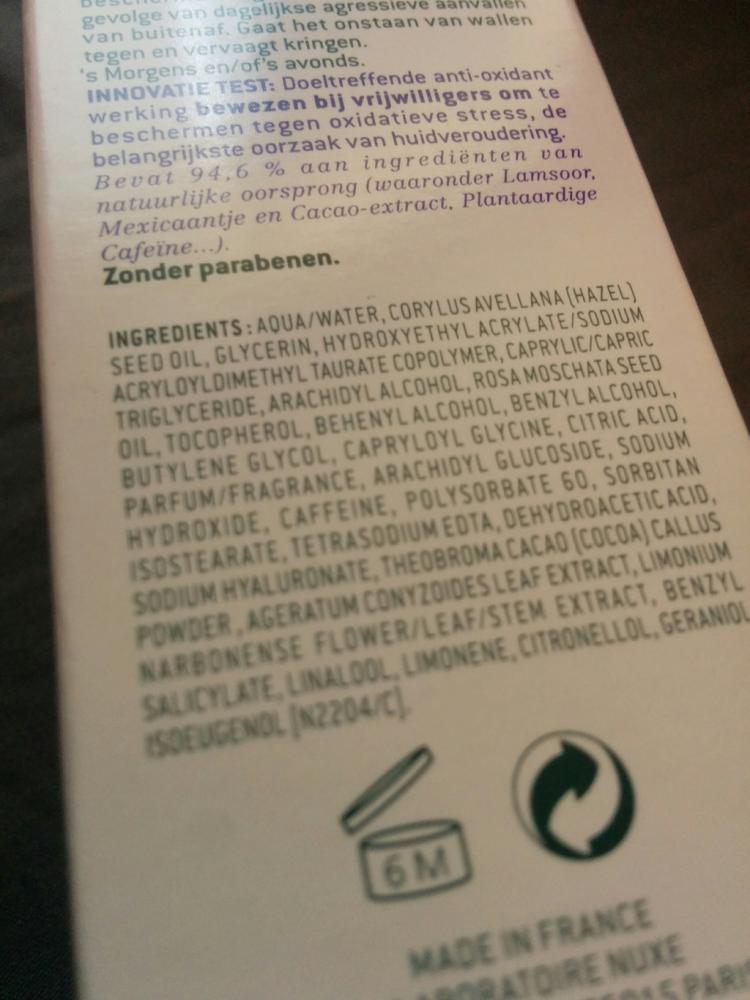 gevolge van dagelijkse agressieve aanvallen
van buitenaf. Gaat het onstaan van wallen
tegen en vervaagt kringen.
's Morgens en/of's avonds.
INNOVATIE TEST: Doeltreffende anti-oxidant
werking bewezen bij vrijwilligers om te
beschermen tegen oxidatieve stress, de
belangrijkste oorzaak van huidveroudering.
Bevat 94,6 % aan ingrediënten van
natuurlijke oorsprong (waaronder Lamsoor,
Mexicaantje en Cacao-extract, Plantaardige
Cafeïne...).
Zonder parabenen.
INGREDIENTS: AQUA/WATER, CORYLUS AVELLANA (HAZEL)
SEED OIL, GLYCERIN, HYDROXYETHYL ACRYLATE/SODIUM
ACRYLOYLDIMETHYL TAURATE COPOLYMER, CAPRYLIC/CAPRIC
TRIGLYCERIDE, ARACHIDYL ALCOHOL, ROSA MOSCHATA SEED
OIL, TOCOPHEROL, BEHENYL ALCOHOL, BENZYL ALCOHOL,
BUTYLENE GLYCOL, CAPRYLOYL GLYCINE, CITRIC ACID,
PARFUM/FRAGRANCE, ARACHIDYL GLUCOSIDE, SODIUM
HYDROXIDE, CAFFEINE, POLYSORBATE 60, SORBITAN
ISOSTEARATE, TETRASODIUM EDTA, DEHYDROACETIC ACID,
SODIUM HYALURONATE, THEOBROMA CACAO (COCOA) CALLUS
POWDER, AGERATUM CONYZOIDES LEAF EXTRACT, LIMONIUM
NARBONENSE FLOWER/LEAF/STEM EXTRACT, BENZYL
SALICYLATE, LINALOOL, LIMONENE, CITRONELLOL, GERANIOL
ISOEUGENOL [N2204/C].
6 M
MADE IN FRANCE
LABORATOIRE NUXE
PARIS